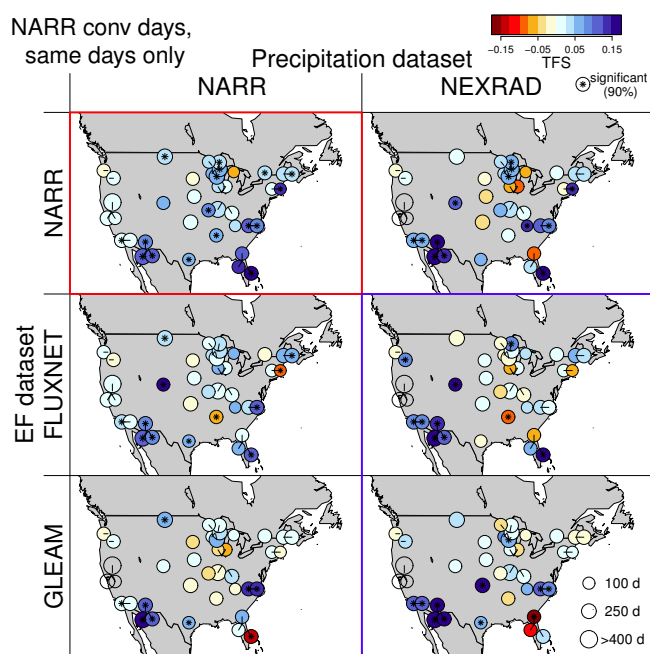 NARR conv days,
same days only
Precipitation dataset
−0.15 −0.05 0.05 0.15
TFS
significant
(90%)
NARR NEXRAD
NARR
EF dataset
FLUXNET
GLEAM
100 d
250 d
>400 d